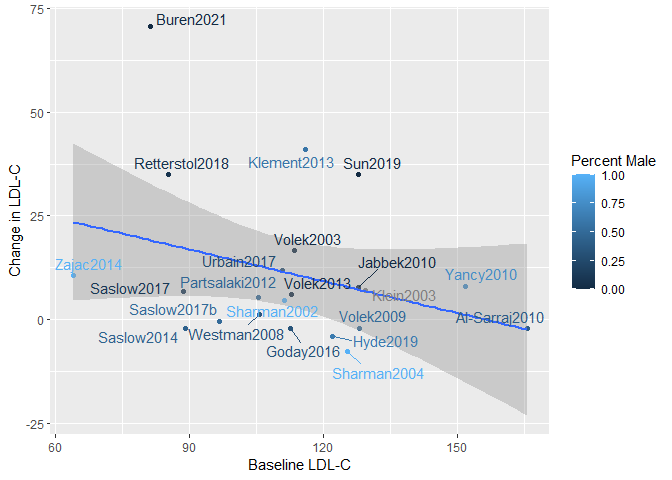 75
Buren2021
50
Retterstol2018
Klement2013
Sun2019
Percent Male
1.00
0.75
0.50
0.25
0.00
Change in LDL-C
25
Volek2003
Zajac2014
Urbain2017
Jabbek2010
Saslow2017
Partsalaki2012
Volek2013
Klein2003
Yancy2010
Saslow2017b
Sharman2002
Volek2009
Al-Sarraj2010
0
Saslow2014
Westman2008
Goday2016
Hyde2019
Sharman2004
-25
60
90
120
150
Baseline LDL-C